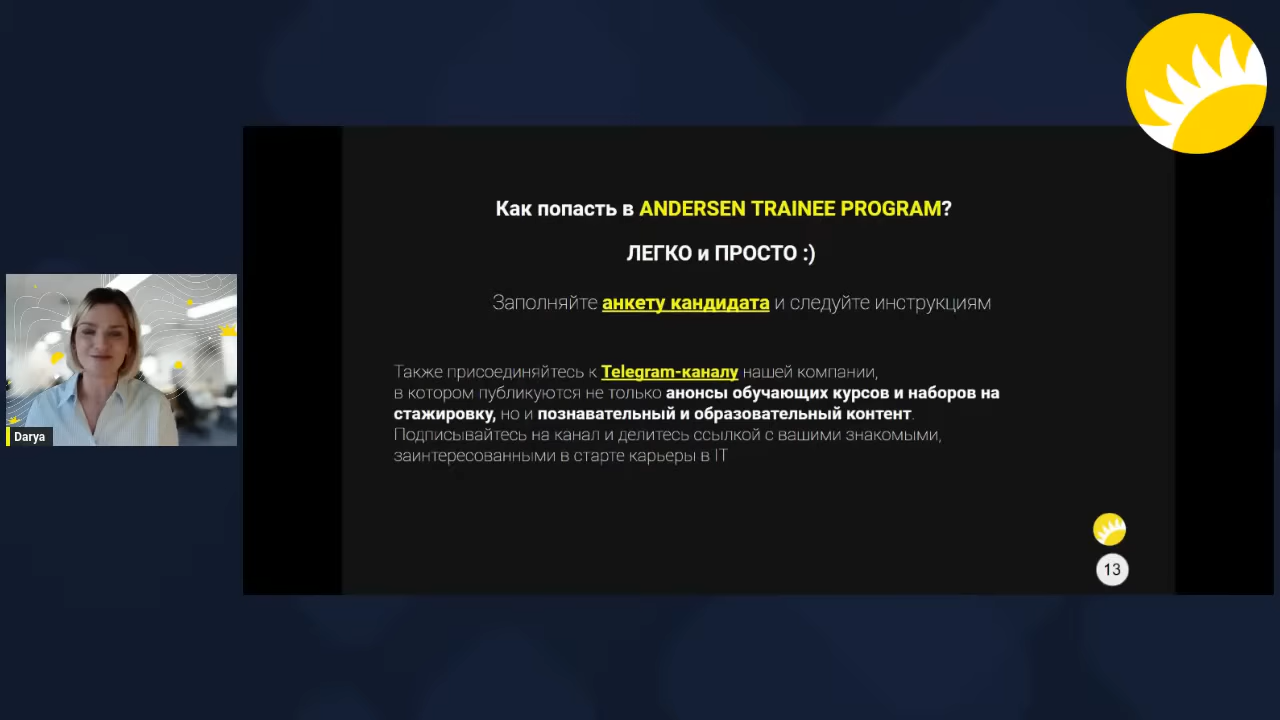 Как попасть в ANDERSEN TRAINEE PROGRAM?
ЛЕГКО и ПРОСТО :)
Заполняйте анкету кандидата и следуйте инструкциям
Также присоединяйтесь к Telegram-каналу нашей компании,
в котором публикуются не только анонсы обучающих курсов и наборов на
стажировку, но и познавательный и образовательный контент.
Подписывайтесь на канал и делитесь ссылкой с вашими знакомыми,
заинтересованными в старте карьеры в IT
Darya
13